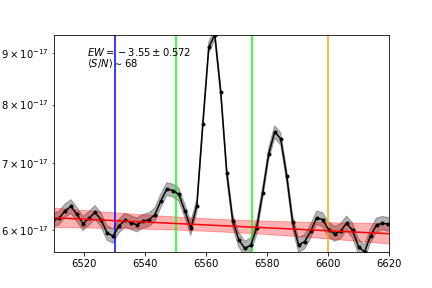 9 × 10⁻¹⁷
EW = −3.55 ± 0.572
⟨S/N⟩ ~ 68
8 × 10⁻¹⁷
7 × 10⁻¹⁷
6 × 10⁻¹⁷
6520 6540 6560 6580 6600 6620